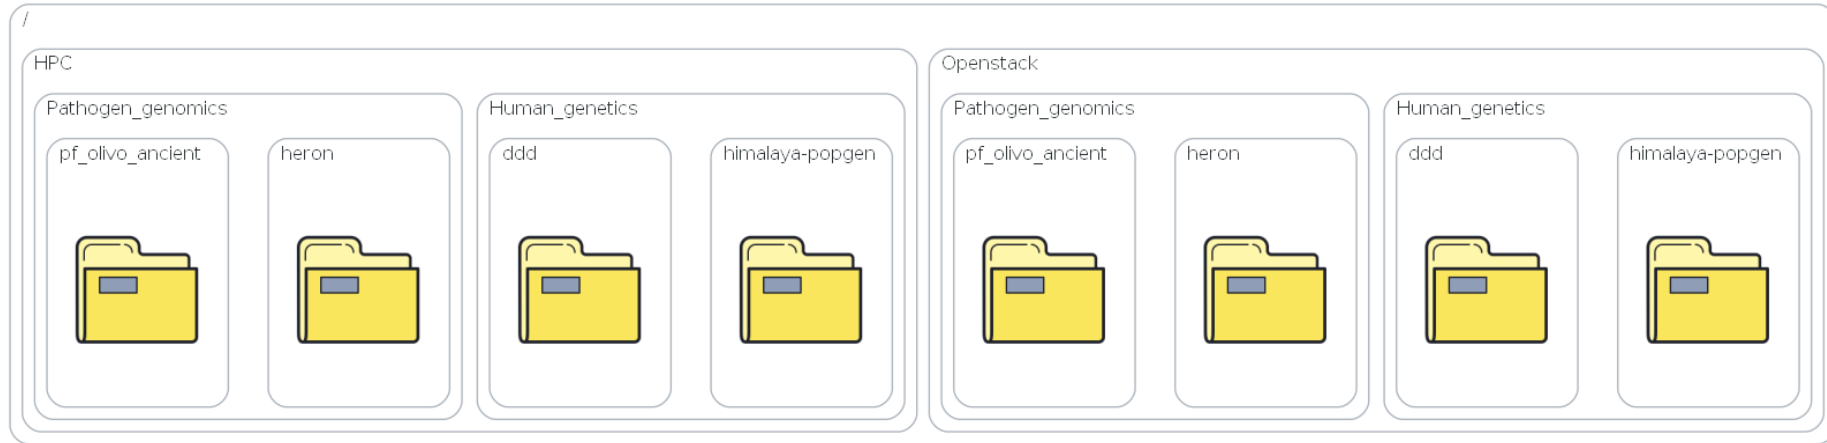 /
HPC
Openstack
Pathogen_genomics
Human_genetics
Pathogen_genomics
Human_genetics
pf_olivo_ancient
heron
ddd
himalaya-popgen
pf_olivo_ancient
heron
ddd
himalaya-popgen